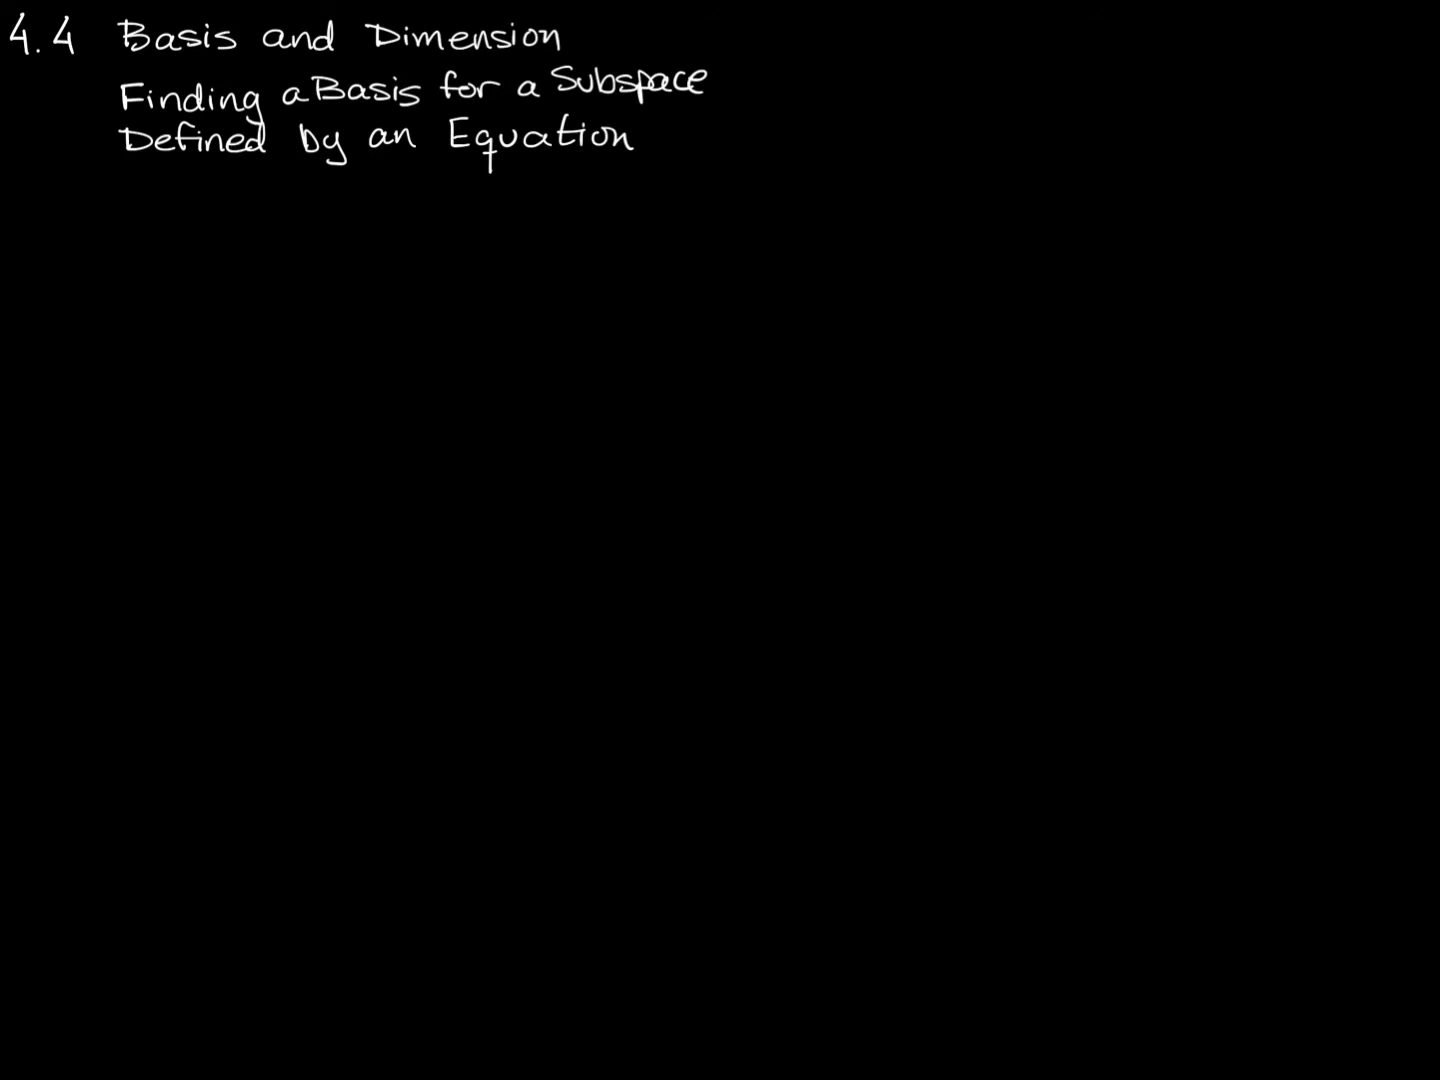 4.4 Basis and Dimension
Finding a Basis for a Subspace
Defined by an Equation